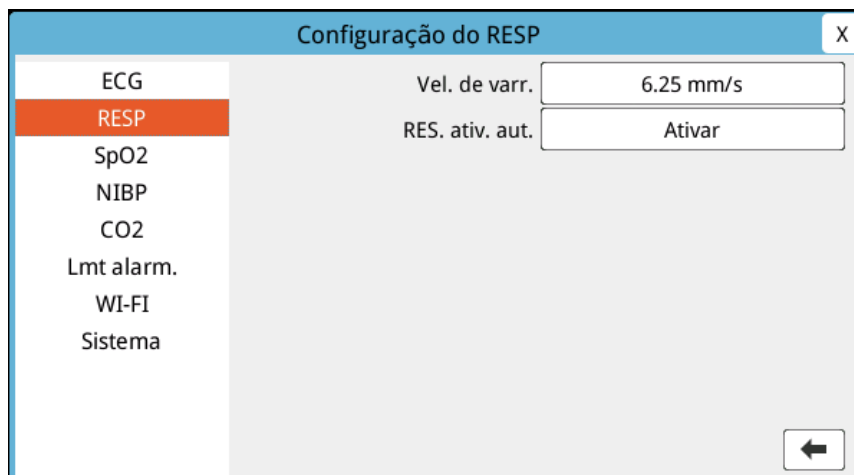 Configuração do RESP
X
ECG
RESP
SpO2
NIBP
CO2
Lmt alarm.
WI-FI
Sistema
Vel. de varr. 6.25 mm/s
RES. ativ. aut. Ativar